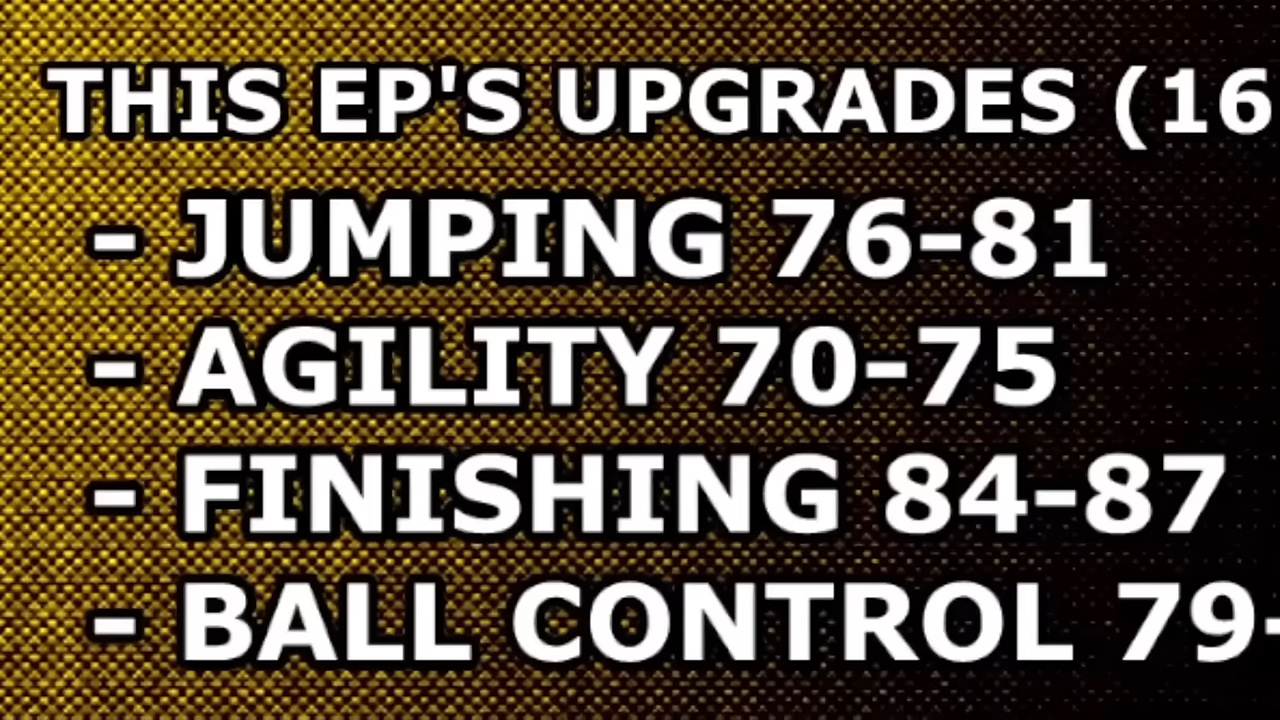 THIS EP'S UPGRADES (16
- JUMPING 76-81
- AGILITY 70-75
- FINISHING 84-87
- BALL CONTROL 79-